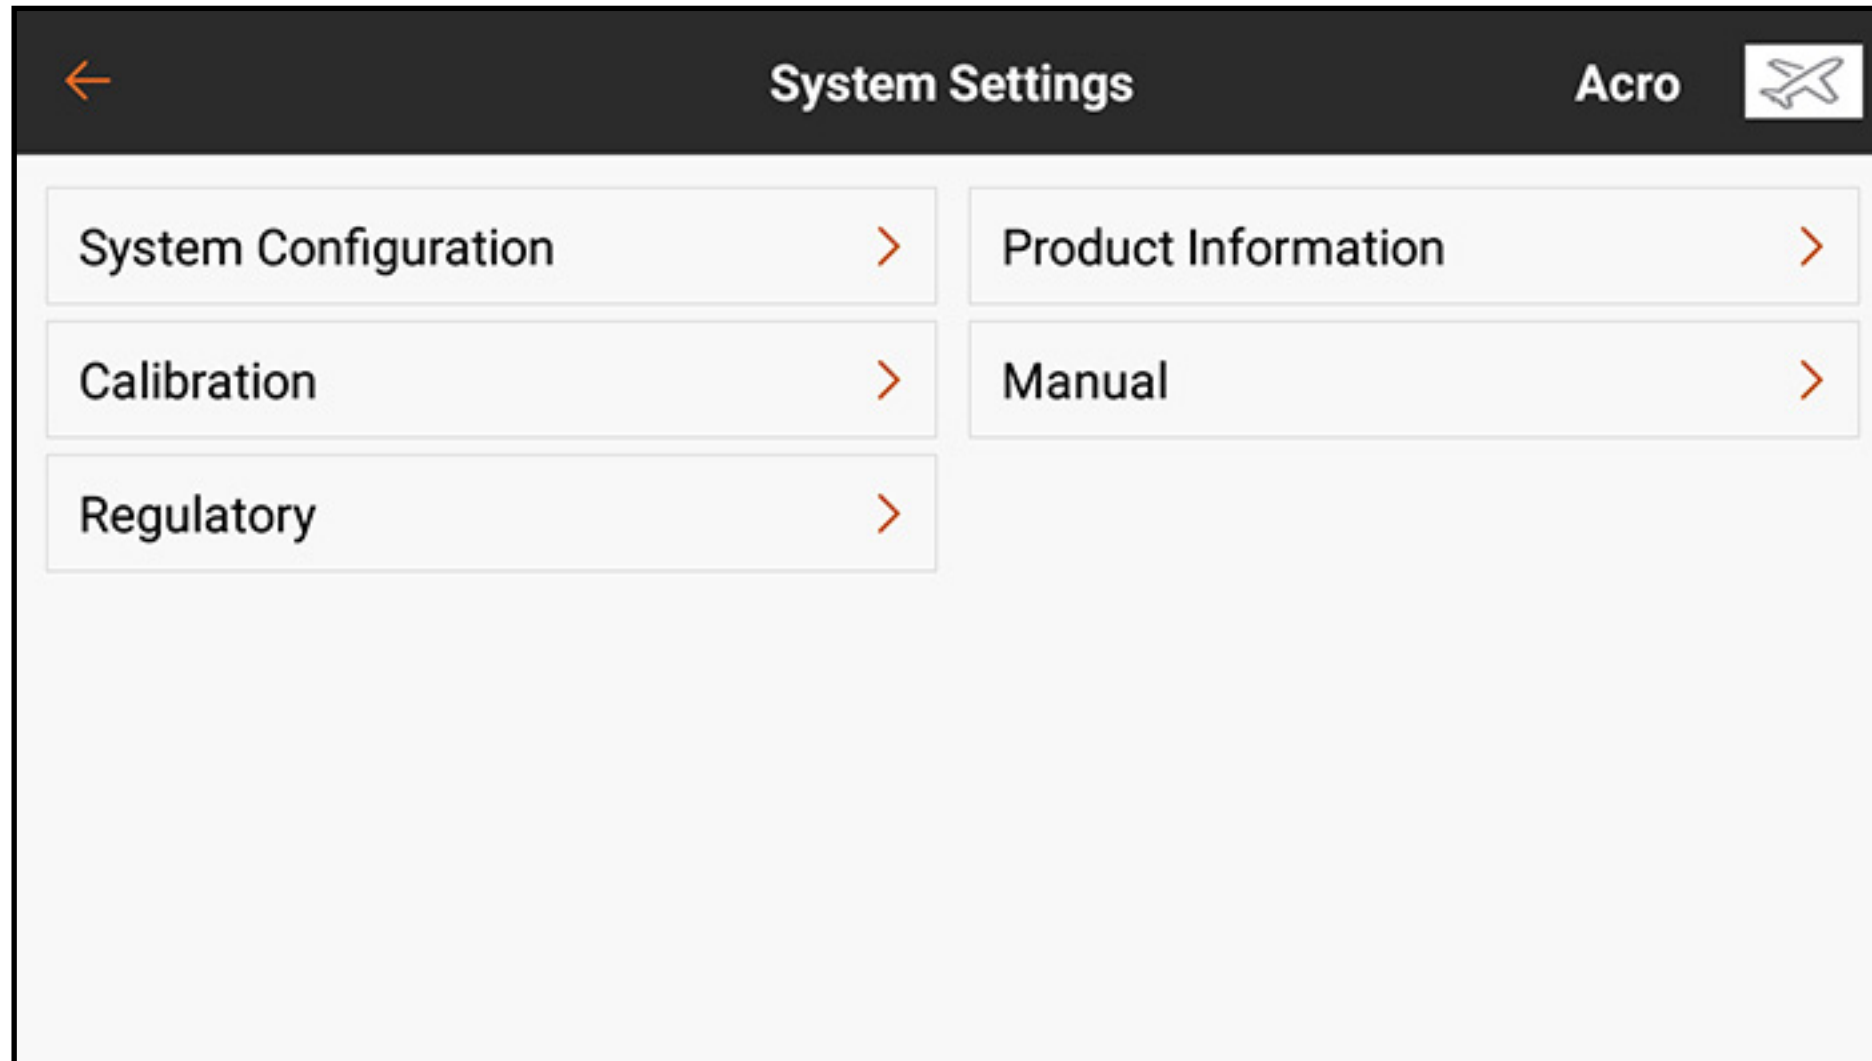 System Settings
Acro
System Configuration
Product Information
Calibration
Manual
Regulatory